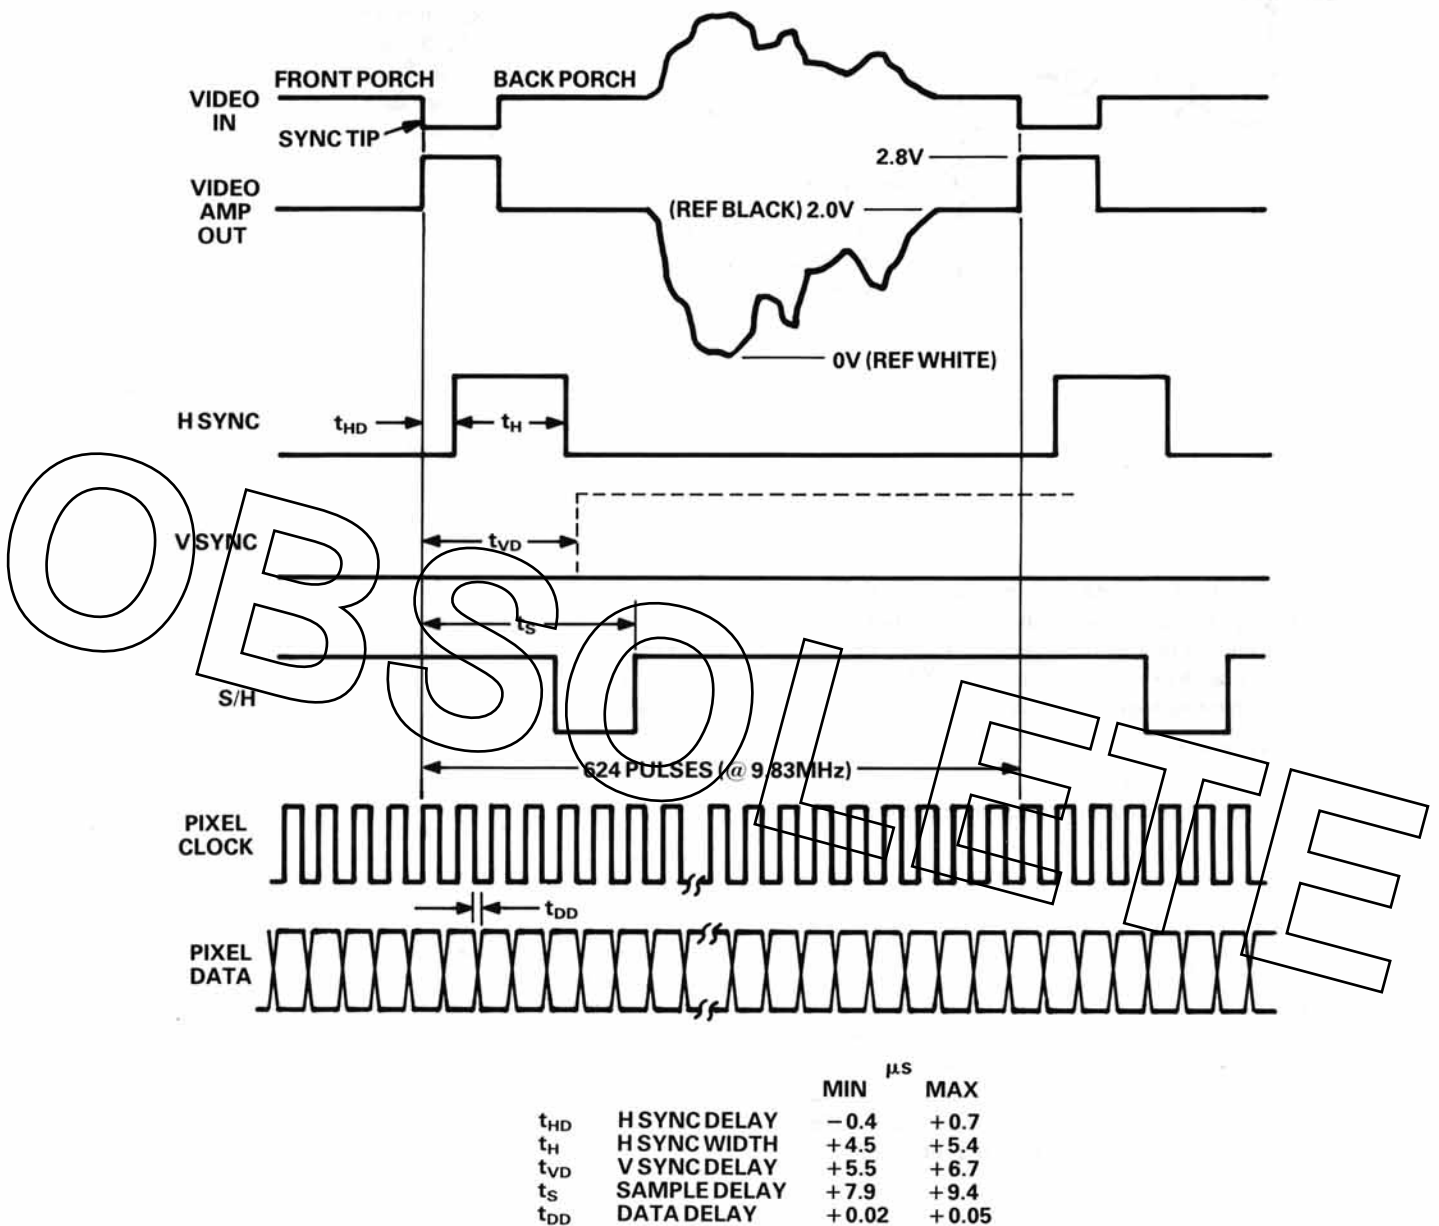 FRONT PORCH
BACK PORCH
VIDEO
IN
SYNC TIP
2.8V
VIDEO
AMP
OUT
(REF BLACK) 2.0V
0V (REF WHITE)
H SYNC
tHD
tH
V SYNC
tVD
tS
S/H
624 PULSES (@ 9.83MHz)
PIXEL
CLOCK
tDD
PIXEL
DATA
OBSOLETE
μs
MIN MAX
tHD H SYNC DELAY −0.4 +0.7
tH H SYNC WIDTH +4.5 +5.4
tVD V SYNC DELAY +5.5 +6.7
tS SAMPLE DELAY +7.9 +9.4
tDD DATA DELAY +0.02 +0.05